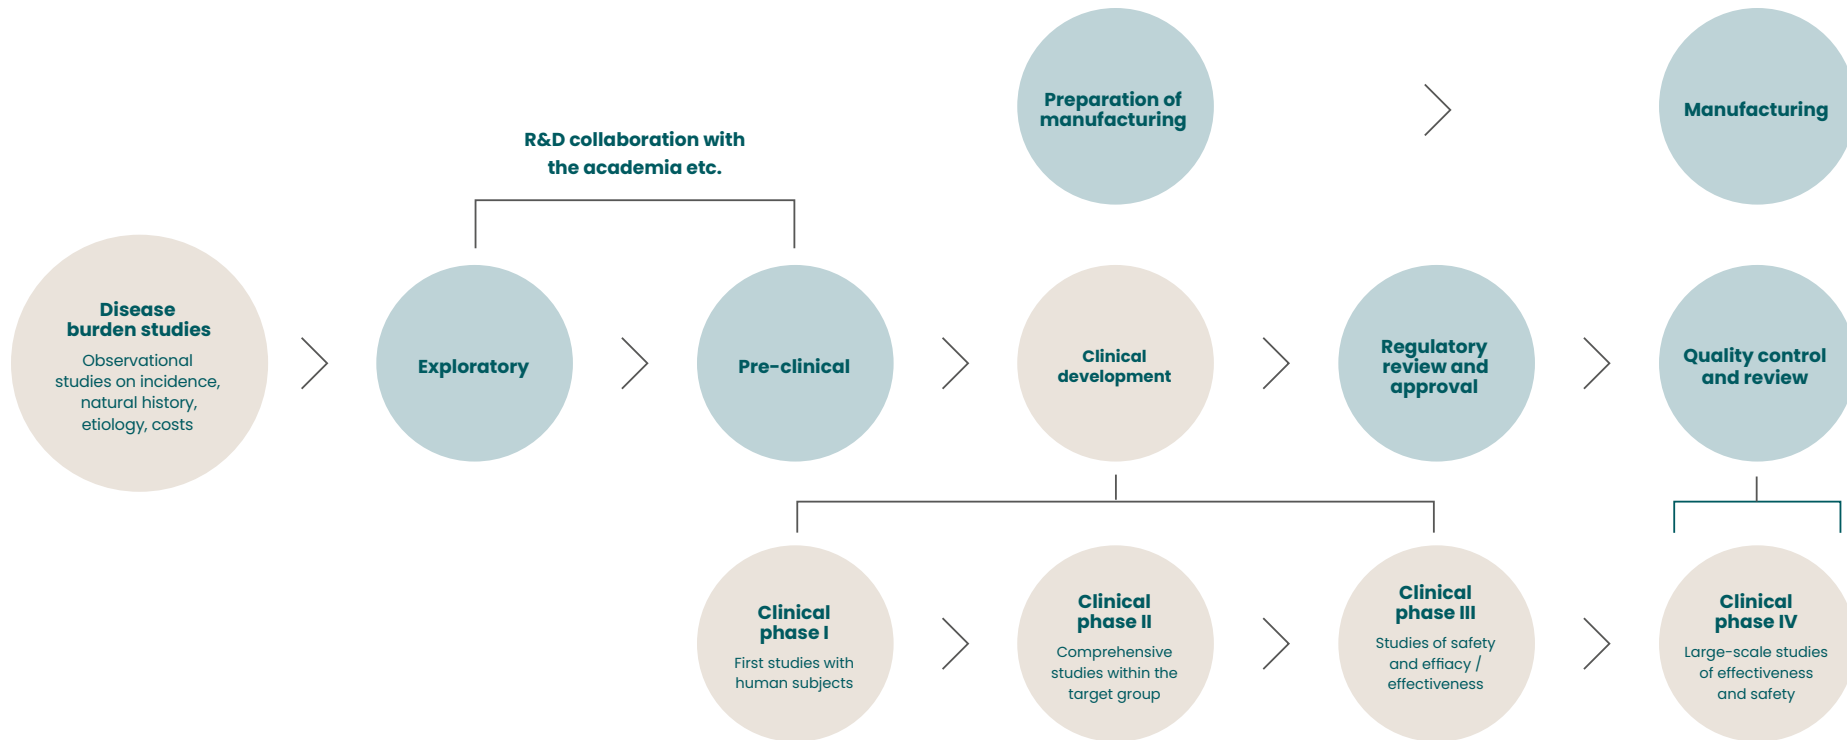 Preparation of
manufacturing
Manufacturing
R&D collaboration with
the academia etc.
Disease
burden studies
Observational
studies on incidence,
natural history,
etiology, costs
Exploratory
Pre-clinical
Clinical
development
Regulatory
review and
approval
Quality control
and review
Clinical
phase I
First studies with
human subjects
Clinical
phase II
Comprehensive
studies within the
target group
Clinical
phase III
Studies of safety
and effiacy /
effectiveness
Clinical
phase IV
Large-scale studies
of effectiveness
and safety